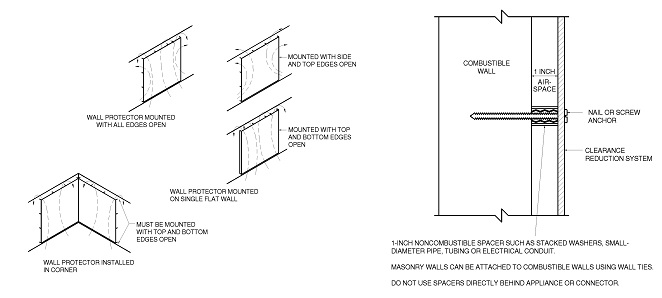 MOUNTED WITH SIDE
AND TOP EDGES OPEN
WALL PROTECTOR MOUNTED
WITH ALL EDGES OPEN
MOUNTED WITH TOP
AND BOTTOM EDGES
OPEN
WALL PROTECTOR MOUNTED
ON SINGLE FLAT WALL
MUST BE MOUNTED
WITH TOP AND BOTTOM
EDGES OPEN
WALL PROTECTOR INSTALLED
IN CORNER
COMBUSTIBLE
WALL
1 INCH
AIR-
SPACE
NAIL OR SCREW
ANCHOR
CLEARANCE
REDUCTION SYSTEM
1-INCH NONCOMBUSTIBLE SPACER SUCH AS STACKED WASHERS, SMALL-
DIAMETER PIPE, TUBING OR ELECTRICAL CONDUIT.
MASONRY WALLS CAN BE ATTACHED TO COMBUSTIBLE WALLS USING WALL TIES.
DO NOT USE SPACERS DIRECTLY BEHIND APPLIANCE OR CONNECTOR.